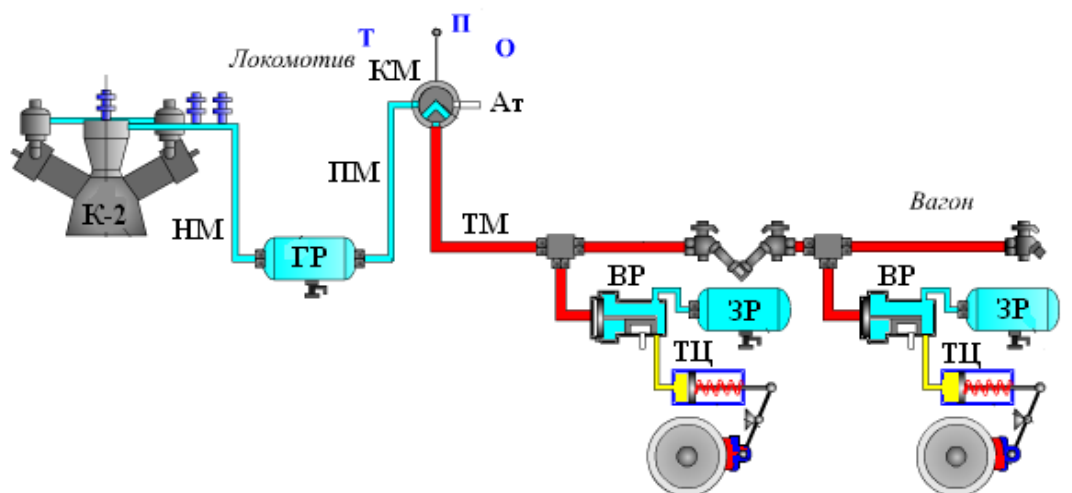 Т П О
Локомотив
КМ
Ат
К-2
НМ
ГР
ПМ
ТМ
Вагон
ВР
ЗР
ТЦ
ВР
ЗР
ТЦ